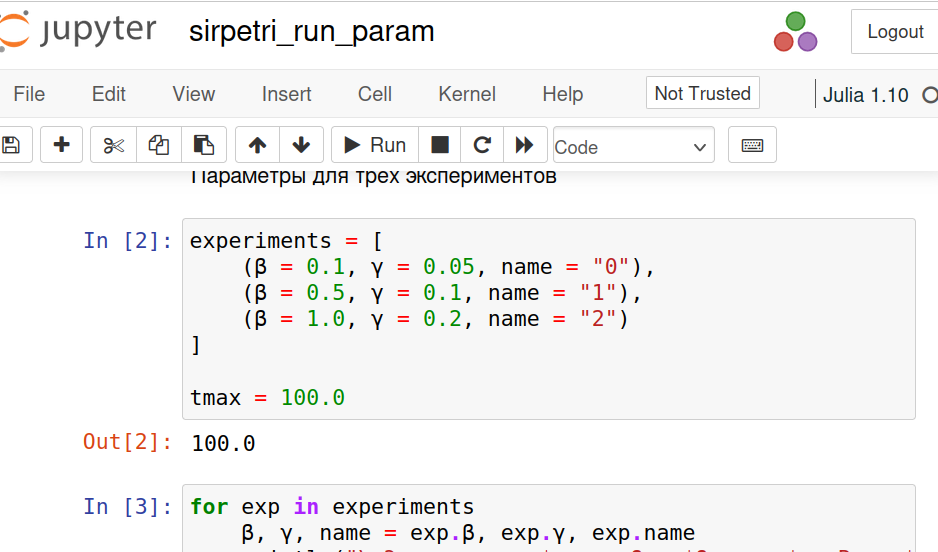 jupyter sirpetri_run_param Logout
File Edit View Insert Cell Kernel Help Not Trusted Julia 1.10
Run Code
Параметры для трех экспериментов
In [2]: experiments = [
(β = 0.1, γ = 0.05, name = "0"),
(β = 0.5, γ = 0.1, name = "1"),
(β = 1.0, γ = 0.2, name = "2")
]
tmax = 100.0
Out[2]: 100.0
In [3]: for exp in experiments
β, γ, name = exp.β, exp.γ, exp.name